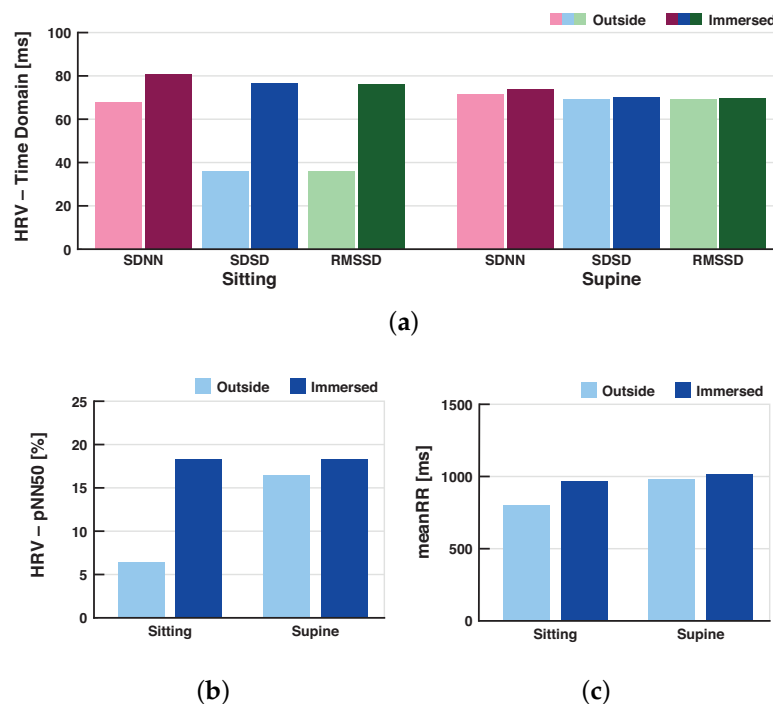 Outside Immersed
HRV – Time Domain [ms]
100
80
60
40
20
0
SDNN SDSD RMSSD SDNN SDSD RMSSD
Sitting Supine
(a)
Outside Immersed
HRV – pNN50 [%]
25
20
15
10
5
0
Sitting Supine
(b)
Outside Immersed
meanRR [ms]
1500
1000
500
0
Sitting Supine
(c)